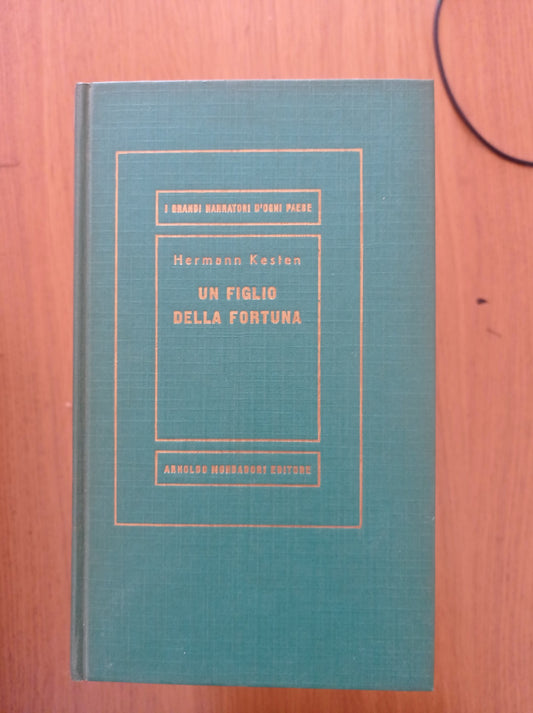 I GRANDI NARRATORI D'OGNI PAESE
Hermann Kesten
UN FIGLIO
DELLA FORTUNA
ARNOLDO MONDADORI EDITORE